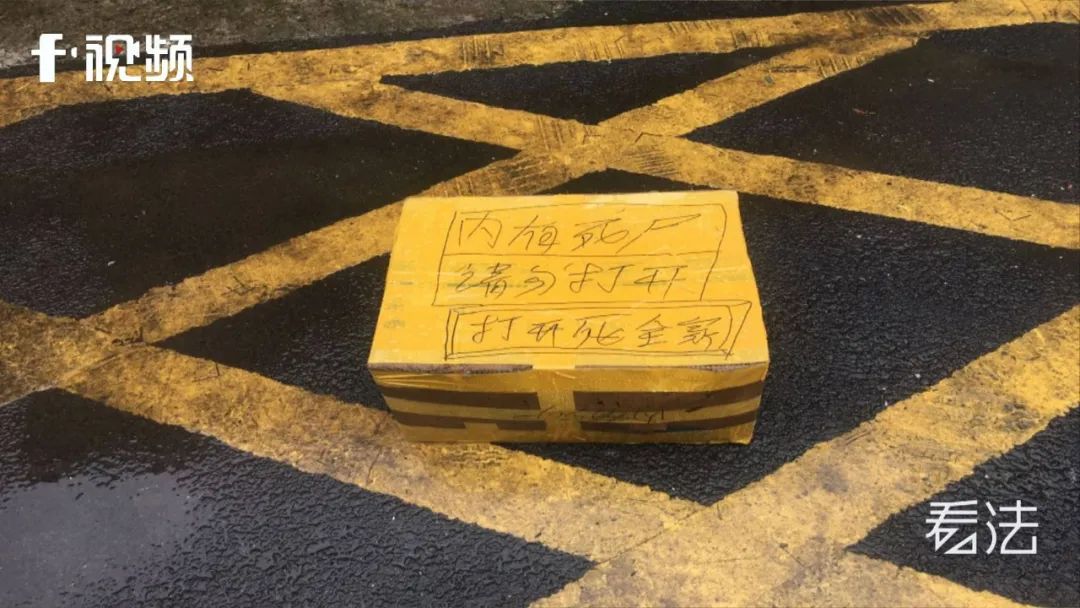 f·视频
内有死尸
请勿打开
打开死全家
看法